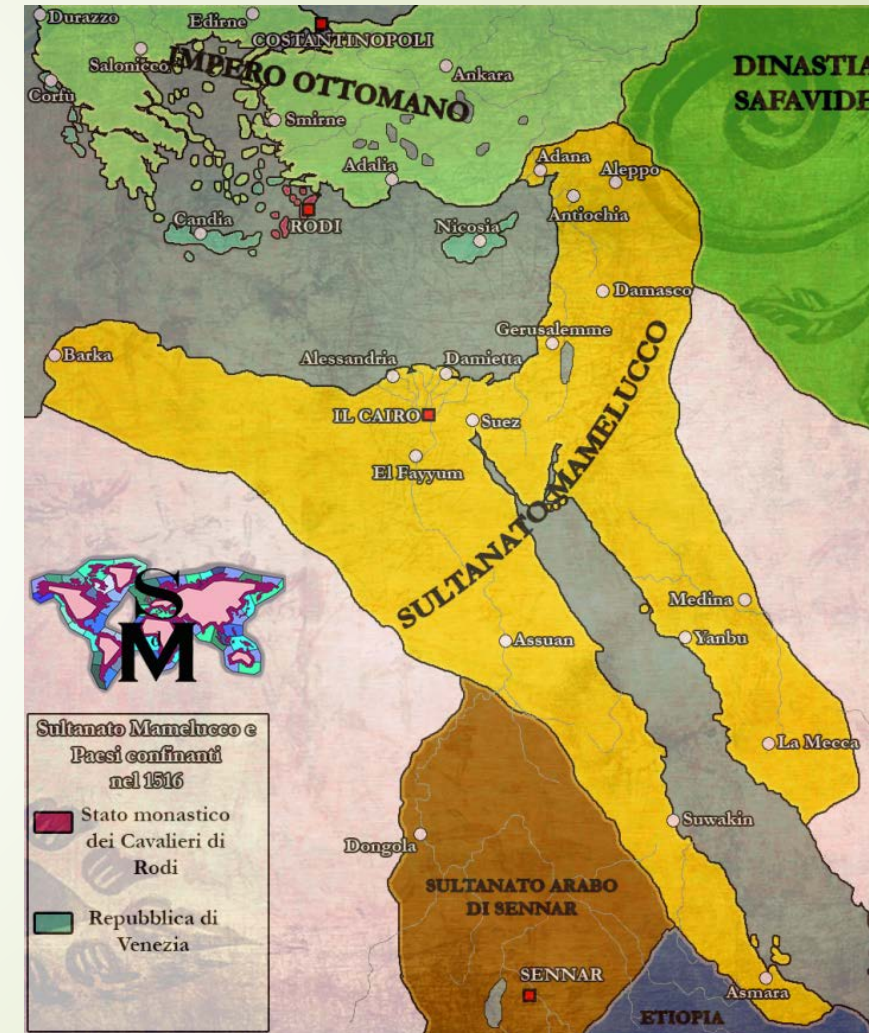 Durazzo
Edirne
COSTANTINOPOLI
Salonicco
IMPERO OTTOMANO
Ankara
DINASTIA
SAFAVIDE
Corfù
Smirne
Adalia
Adana
Aleppo
Candia
RODI
Nicosia
Antiochia
Damasco
Gerusalemme
Barka
Alessandria
Damietta
IL CAIRO
Suez
El Fayyum
SULTANATO MAMELUCCO
S
M
Medina
Assuan
Yanbu
La Mecca
Sultanato Mamelucco e
Paesi confinanti
nel 1516
Stato monastico
dei Cavalieri di
Rodi
Repubblica di
Venezia
Suwakin
Dongola
SULTANATO ARABO
DI SENNAR
SENNAR
Asmara
ETIOPIA